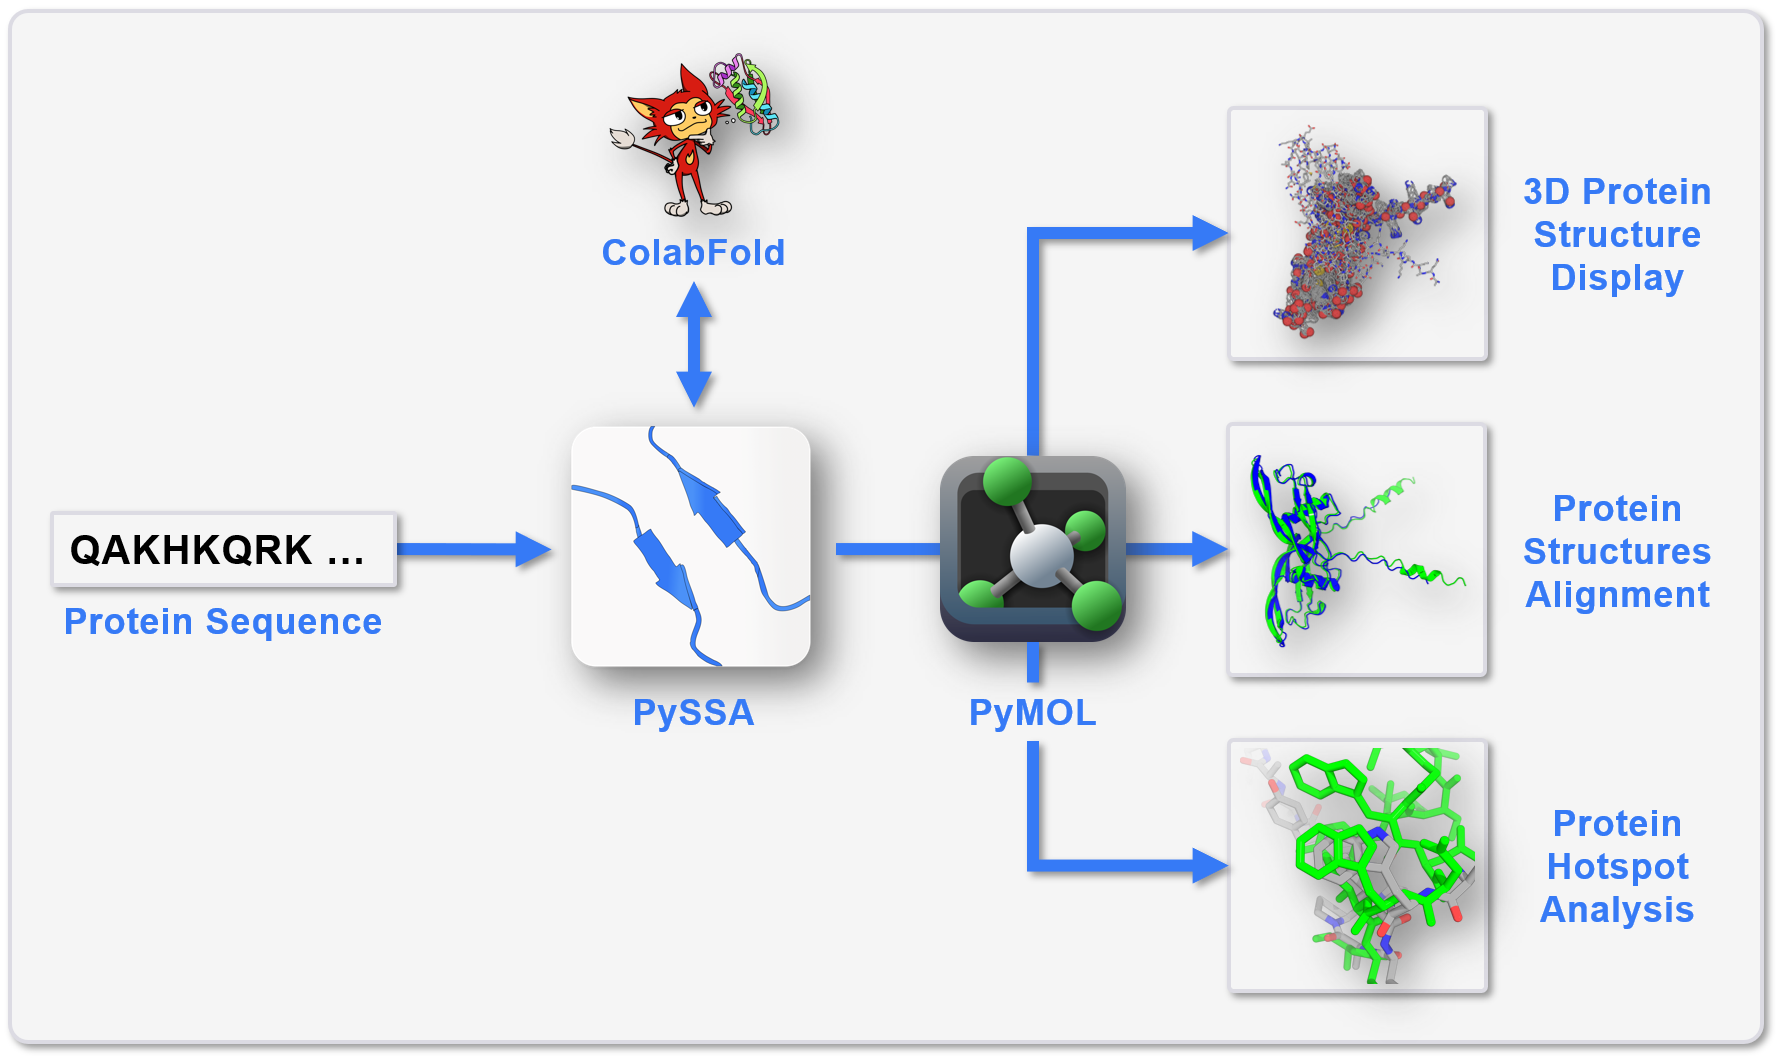 ColabFold
3D Protein
Structure
Display
QAKHKQRK ...
Protein Sequence
PySSA
PyMOL
Protein
Structures
Alignment
Protein
Hotspot
Analysis